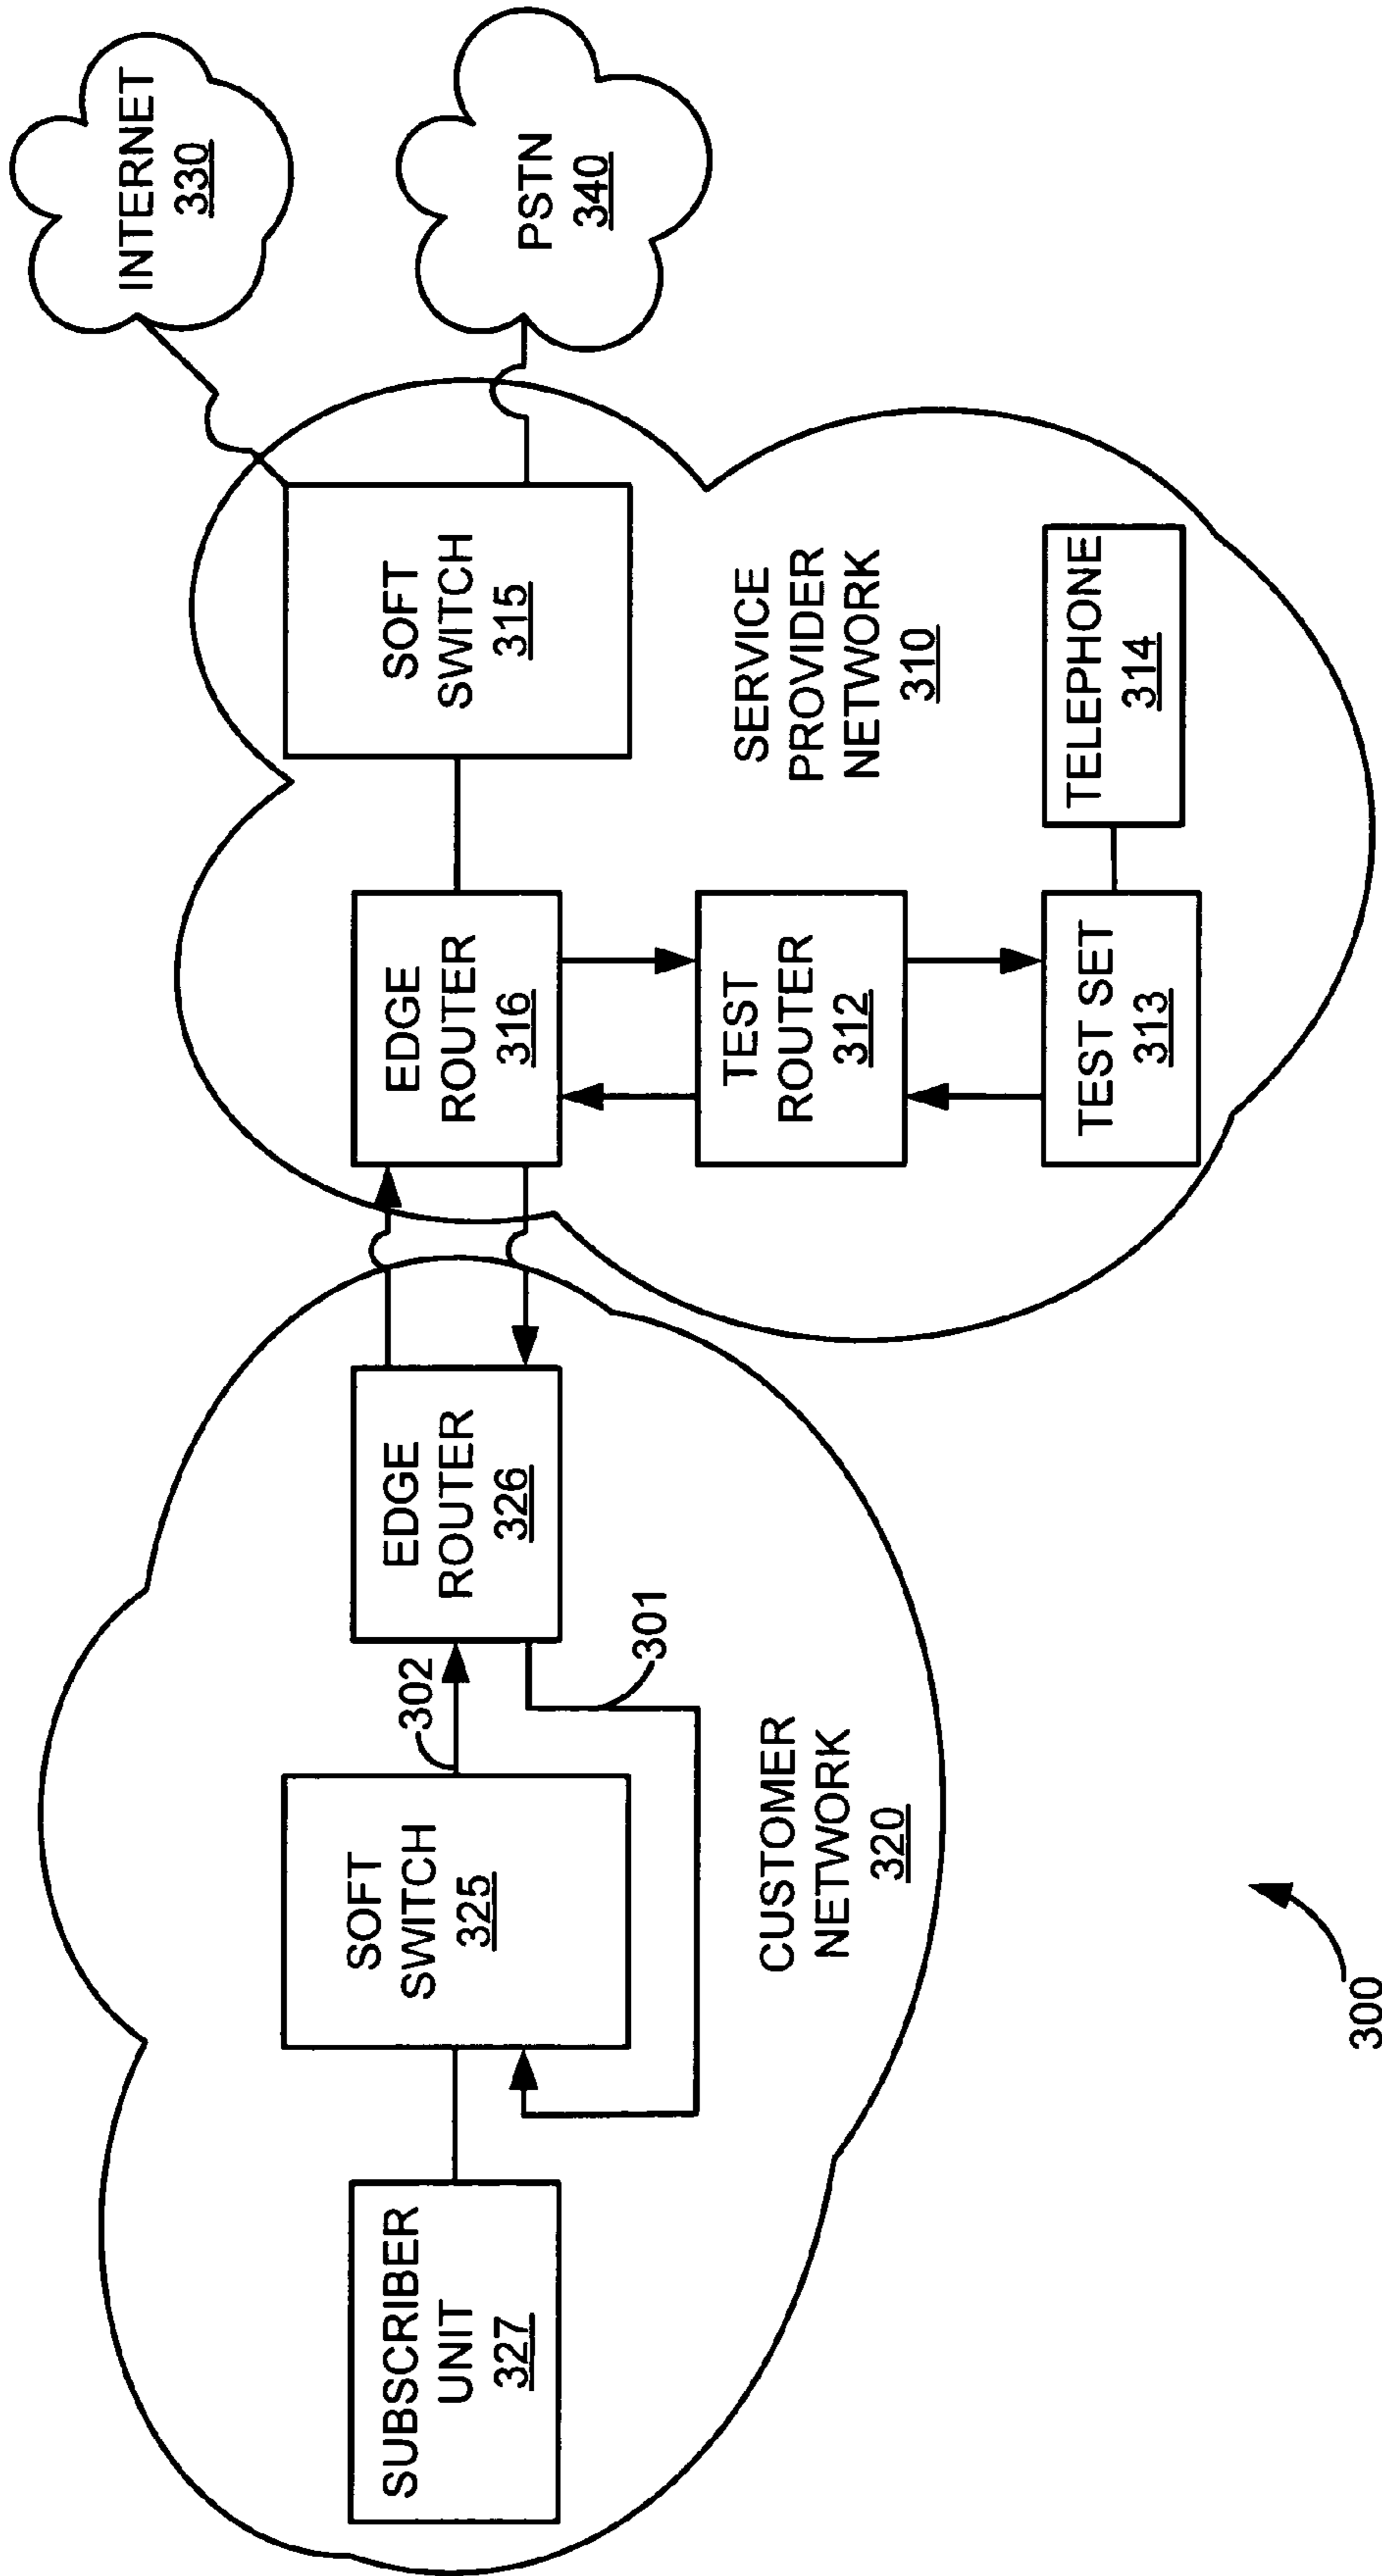 INTERNET
330
PSTN
340
SOFT
SWITCH
315
SERVICE
PROVIDER
NETWORK
310
TELEPHONE
314
EDGE
ROUTER
316
TEST
ROUTER
312
TEST SET
313
EDGE
ROUTER
326
301
302
SOFT
SWITCH
325
CUSTOMER
NETWORK
320
SUBSCRIBER
UNIT
327
300